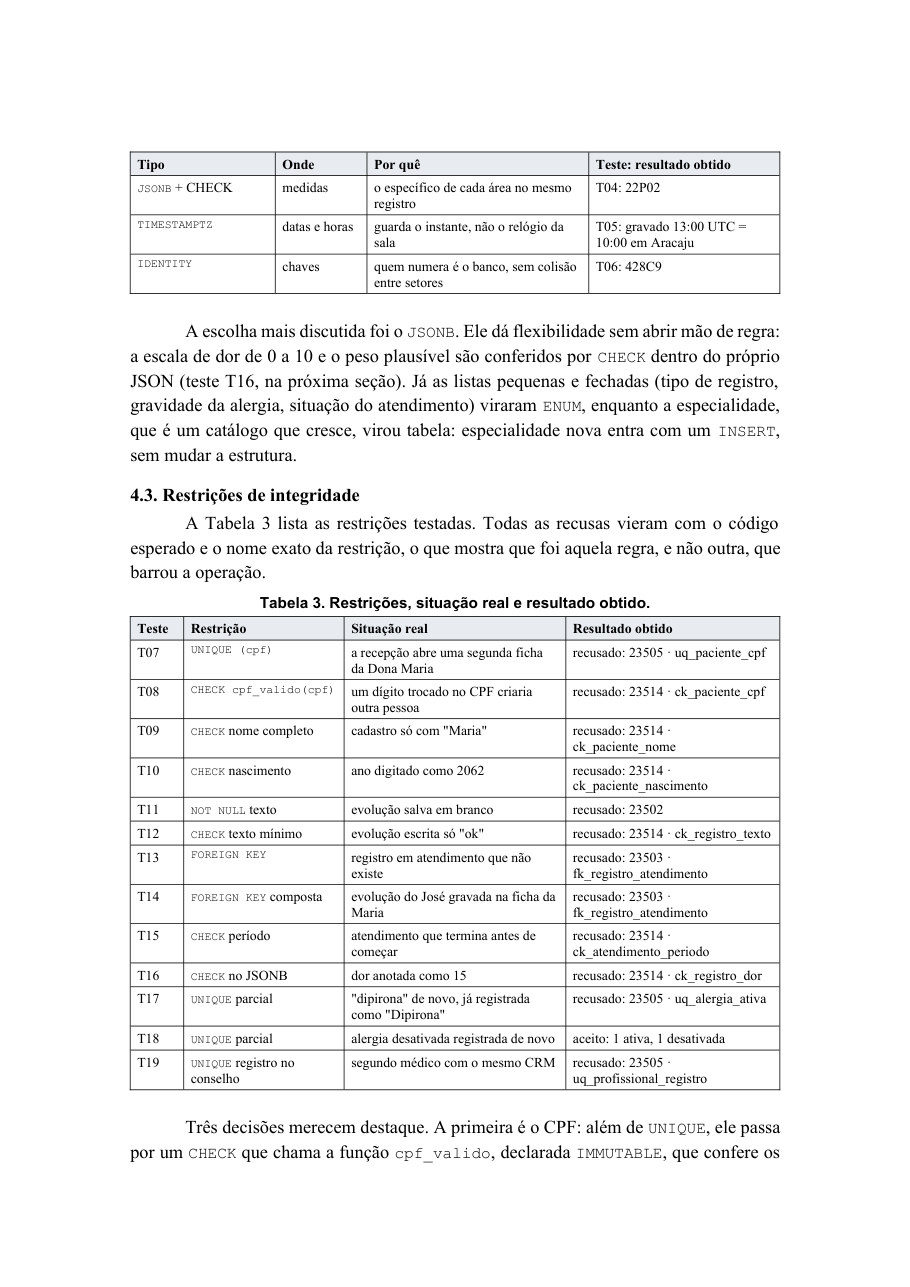 Tipo Onde Por quê Teste: resultado obtido
JSONB + CHECK medidas o específico de cada área no mesmo T04: 22P02
registro
TIMESTAMPTZ datas e horas guarda o instante, não o relógio da T05: gravado 13:00 UTC =
sala 10:00 em Aracaju
IDENTITY chaves quem numera é o banco, sem colisão T06: 428C9
entre setores
A escolha mais discutida foi o JSONB. Ele dá flexibilidade sem abrir mão de regra:
a escala de dor de 0 a 10 e o peso plausível são conferidos por CHECK dentro do próprio
JSON (teste T16, na próxima seção). Já as listas pequenas e fechadas (tipo de registro,
gravidade da alergia, situação do atendimento) viraram ENUM, enquanto a especialidade,
que é um catálogo que cresce, virou tabela: especialidade nova entra com um INSERT,
sem mudar a estrutura.
4.3. Restrições de integridade
A Tabela 3 lista as restrições testadas. Todas as recusas vieram com o código
esperado e o nome exato da restrição, o que mostra que foi aquela regra, e não outra, que
barrou a operação.
Tabela 3. Restrições, situação real e resultado obtido.
Teste Restrição Situação real Resultado obtido
T07 UNIQUE (cpf) a recepção abre uma segunda ficha recusado: 23505 · uq_paciente_cpf
da Dona Maria
T08 CHECK cpf_valido(cpf) um dígito trocado no CPF criaria recusado: 23514 · ck_paciente_cpf
outra pessoa
T09 CHECK nome completo cadastro só com "Maria" recusado: 23514 ·
ck_paciente_nome
T10 CHECK nascimento ano digitado como 2062 recusado: 23514 ·
ck_paciente_nascimento
T11 NOT NULL texto evolução salva em branco recusado: 23502
T12 CHECK texto mínimo evolução escrita só "ok" recusado: 23514 · ck_registro_texto
T13 FOREIGN KEY registro em atendimento que não recusado: 23503 ·
existe fk_registro_atendimento
T14 FOREIGN KEY composta evolução do José gravada na ficha da recusado: 23503 ·
Maria fk_registro_atendimento
T15 CHECK período atendimento que termina antes de recusado: 23514 ·
começar ck_atendimento_periodo
T16 CHECK no JSONB dor anotada como 15 recusado: 23514 · ck_registro_dor
T17 UNIQUE parcial "dipirona" de novo, já registrada recusado: 23505 · uq_alergia_ativa
como "Dipirona"
T18 UNIQUE parcial alergia desativada registrada de novo aceito: 1 ativa, 1 desativada
T19 UNIQUE registro no segundo médico com o mesmo CRM recusado: 23505 ·
conselho uq_profissional_registro
Três decisões merecem destaque. A primeira é o CPF: além de UNIQUE, ele passa
por um CHECK que chama a função cpf_valido, declarada IMMUTABLE, que confere os